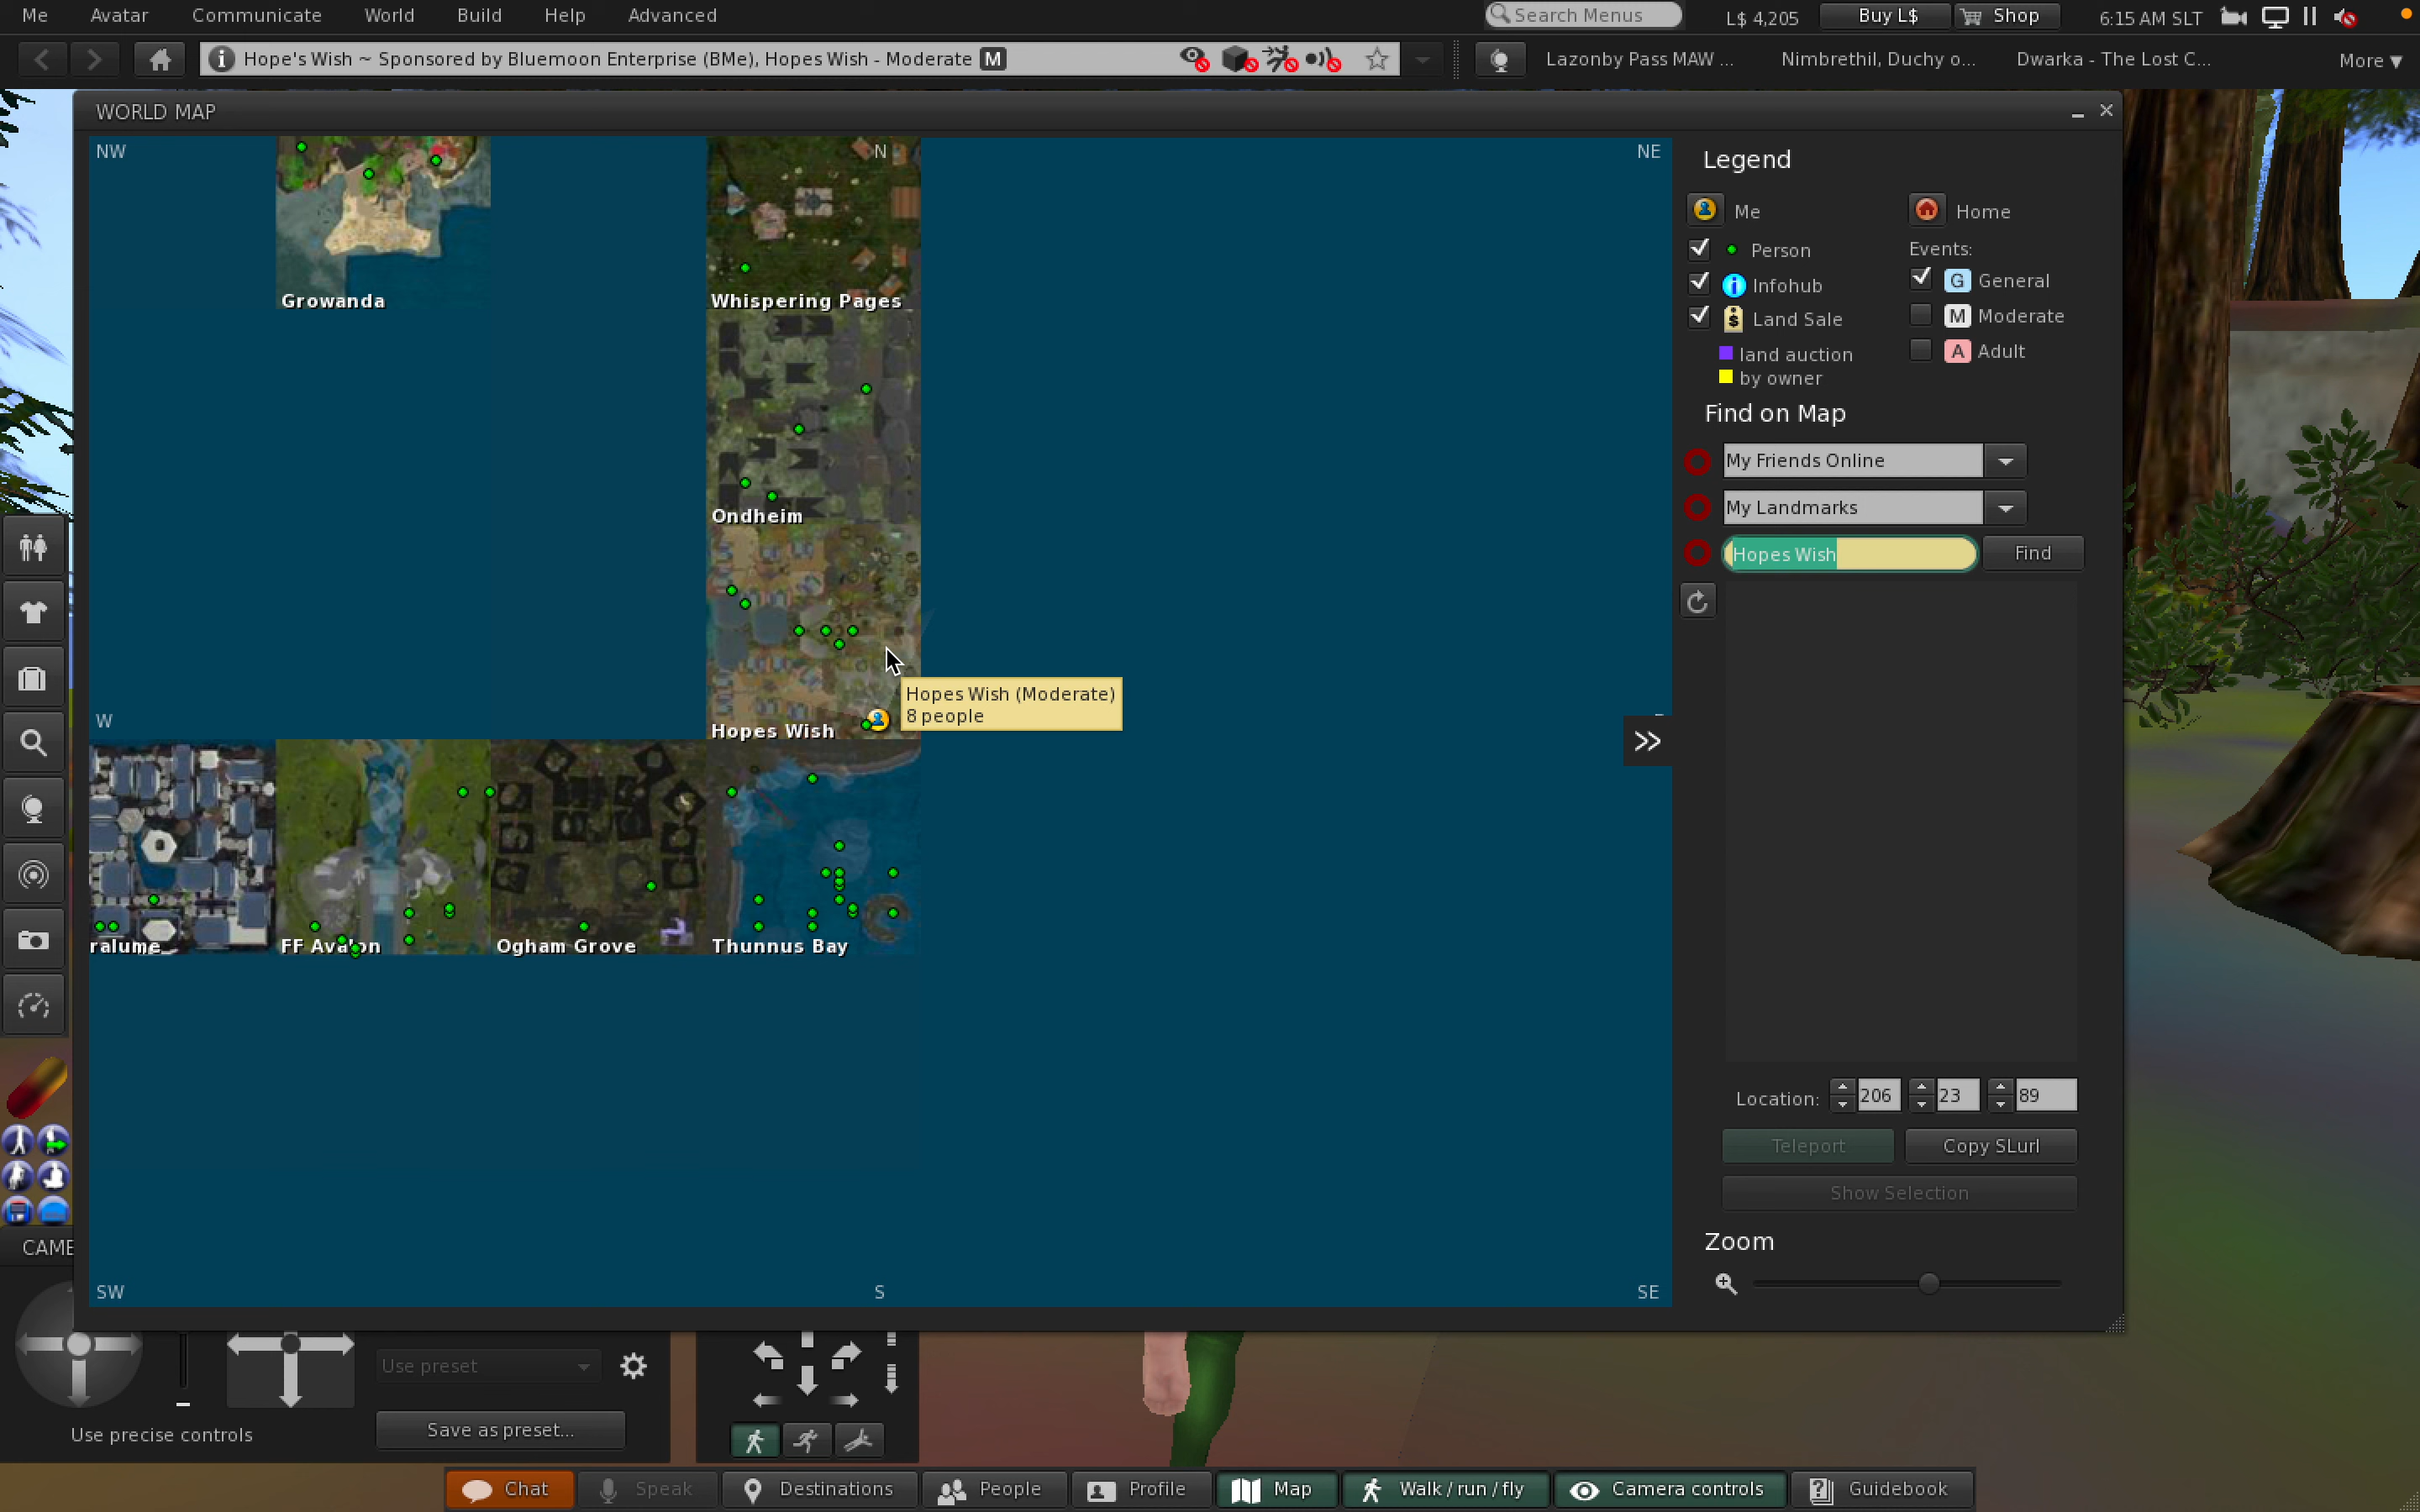 Me Avatar Communicate World Build Help Advanced Search Menus L$ 4,205 Buy L$ Shop 6:15 AM SLT
Hope's Wish ~ Sponsored by Bluemoon Enterprise (BMe), Hopes Wish - Moderate M Lazonby Pass MAW ... Nimbrethil, Duchy o... Dwarka - The Lost C... More ▼
WORLD MAP
NW N NE
Growanda
Whispering Pages
Ondheim
Hopes Wish
Hopes Wish (Moderate)
8 people
W
ralume
FF Avalon
Ogham Grove
Thunnus Bay
SW S SE
Legend
Me Home
Person Events:
Infohub G General
Land Sale M Moderate
land auction A Adult
by owner
Find on Map
My Friends Online
My Landmarks
Hopes Wish Find
Location: 206 23 89
Teleport Copy SLurl
Show Selection
Zoom
CAME
Use preset
Use precise controls Save as preset...
Chat Speak Destinations People Profile Map Walk / run / fly Camera controls Guidebook